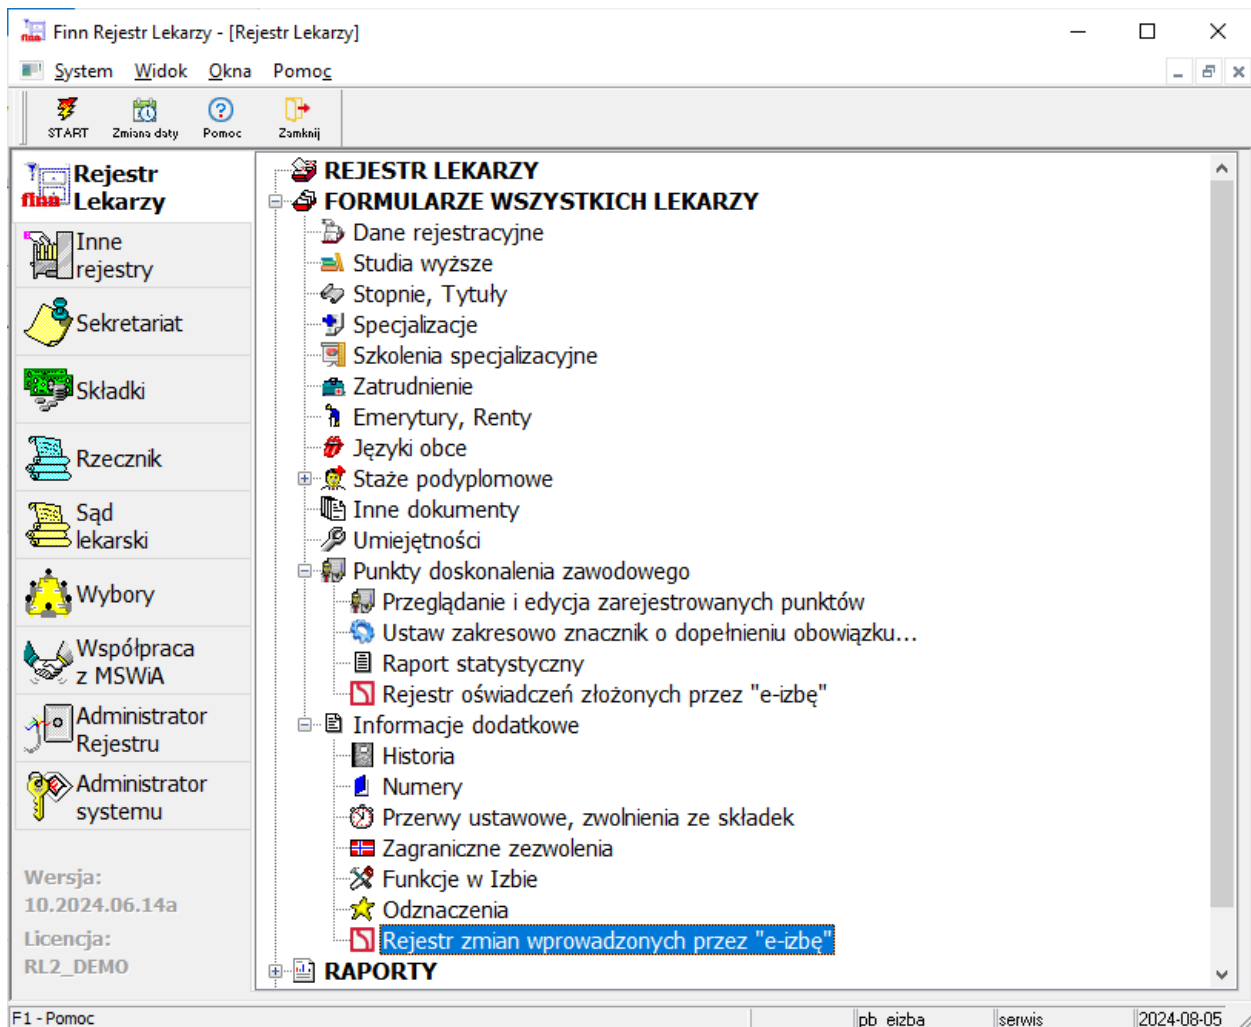 Finn Rejestr Lekarzy - [Rejestr Lekarzy]
System Widok Okna Pomoc
START Zmiana daty Pomoc Zamknij
finn
Rejestr
Lekarzy
Inne
rejestry
Sekretariat
Składki
Rzecznik
Sąd
lekarski
Wybory
Współpraca
z MSWiA
Administrator
Rejestru
Administrator
systemu
Wersja:
10.2024.06.14a
Licencja:
RL2_DEMO
REJESTR LEKARZY
FORMULARZE WSZYSTKICH LEKARZY
Dane rejestracyjne
Studia wyższe
Stopnie, Tytuły
Specjalizacje
Szkolenia specjalizacyjne
Zatrudnienie
Emerytury, Renty
Języki obce
Staże podyplomowe
Inne dokumenty
Umiejętności
Punkty doskonalenia zawodowego
Przeglądanie i edycja zarejestrowanych punktów
Ustaw zakresowo znacznik o dopełnieniu obowiązku...
Raport statystyczny
Rejestr oświadczeń złożonych przez "e-izbę"
Informacje dodatkowe
Historia
Numery
Przerwy ustawowe, zwolnienia ze składek
Zagraniczne zezwolenia
Funkcje w Izbie
Odznaczenia
Rejestr zmian wprowadzonych przez "e-izbę"
RAPORTY
F1 - Pomoc pb_eizba serwis 2024-08-05